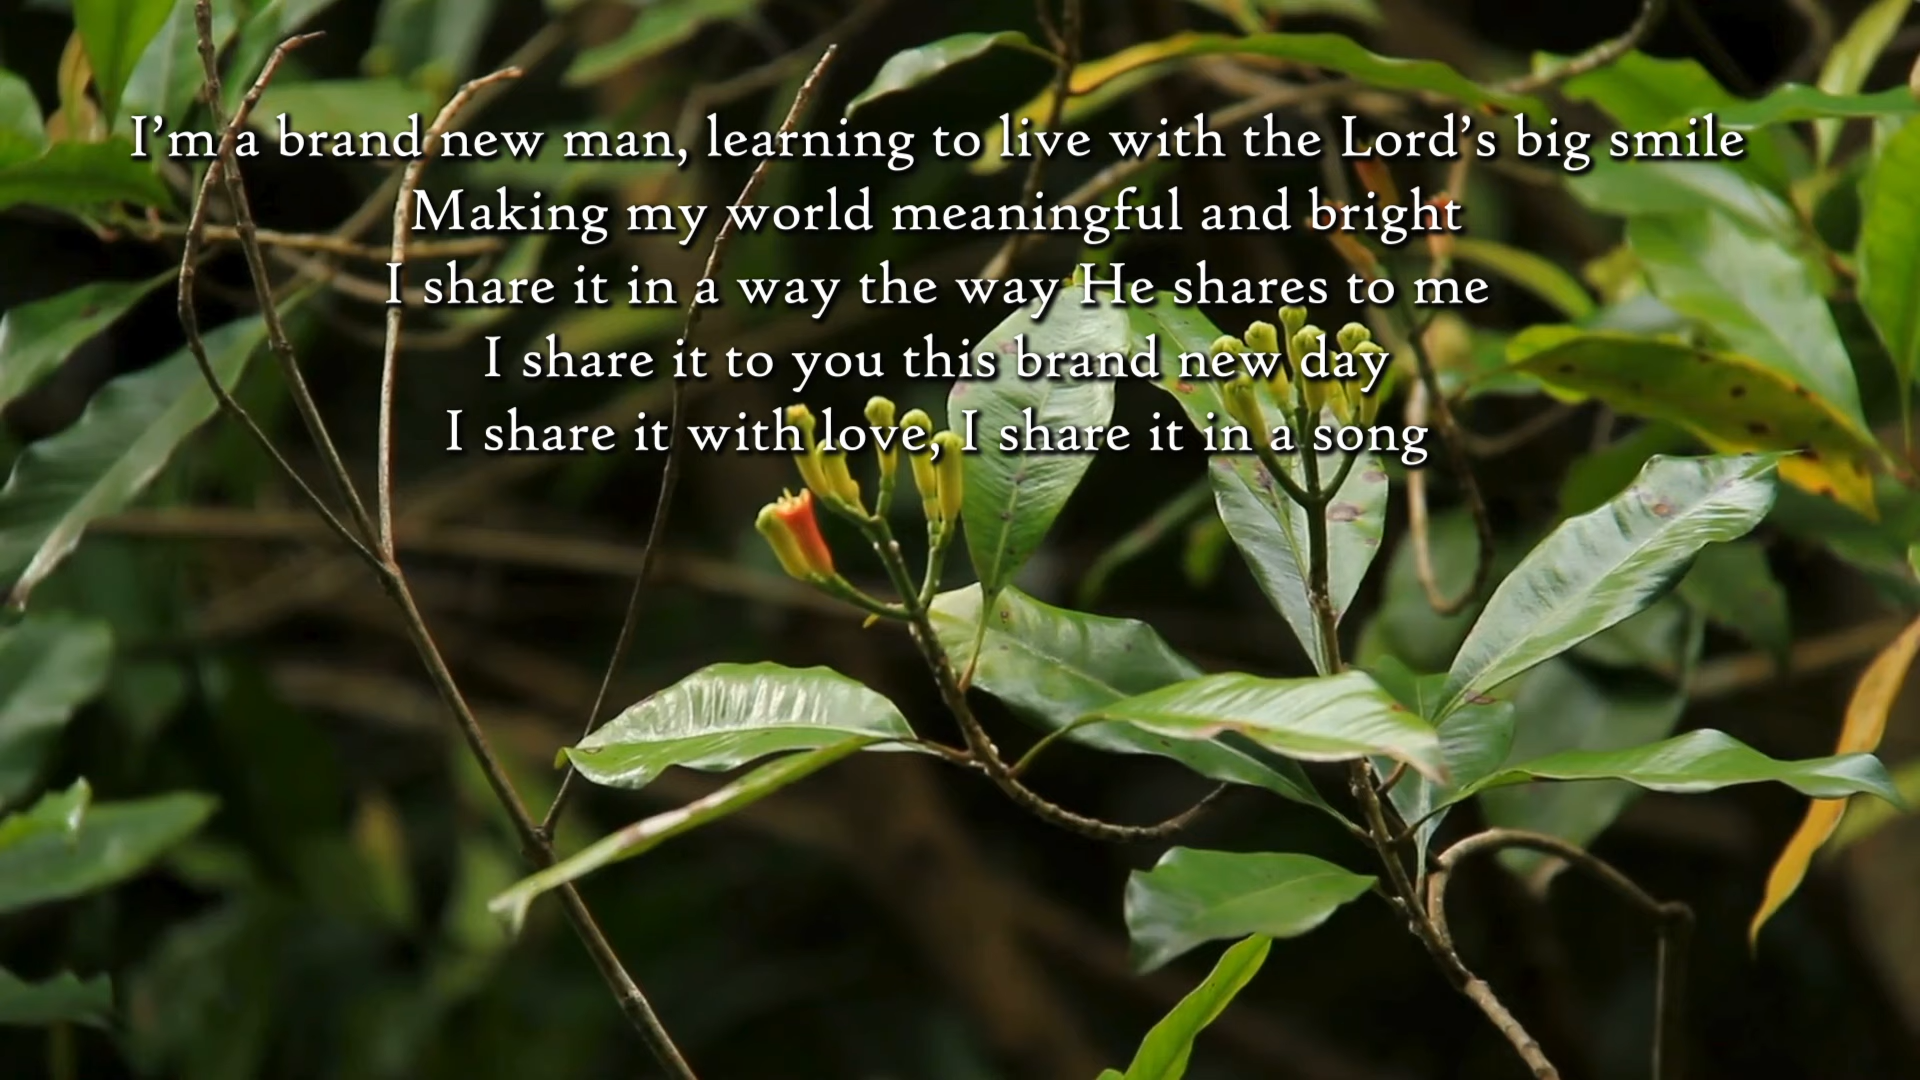 I’m a brand new man, learning to live with the Lord’s big smile
Making my world meaningful and bright
I share it in a way the way He shares to me
I share it to you this brand new day
I share it with love, I share it in a song